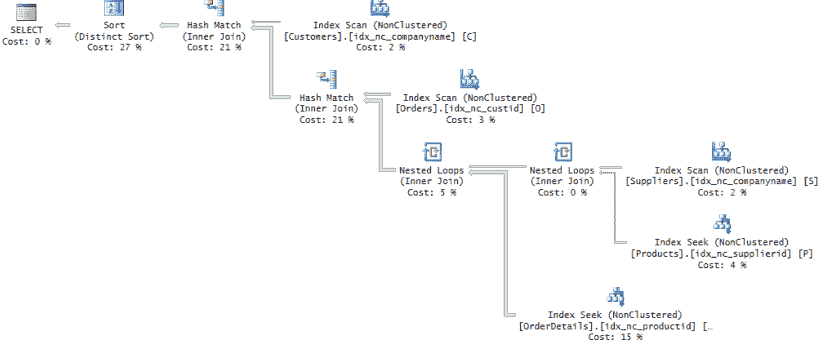 SELECT
Cost: 0 %
Sort
(Distinct Sort)
Cost: 27 %
Hash Match
(Inner Join)
Cost: 21 %
Index Scan (NonClustered)
[Customers].[idx_nc_companyname] [C]
Cost: 2 %
Hash Match
(Inner Join)
Cost: 21 %
Index Scan (NonClustered)
[Orders].[idx_nc_custid] [O]
Cost: 3 %
Nested Loops
(Inner Join)
Cost: 5 %
Nested Loops
(Inner Join)
Cost: 0 %
Index Scan (NonClustered)
[Suppliers].[idx_nc_companyname] [S]
Cost: 2 %
Index Seek (NonClustered)
[Products].[idx_nc_supplierid] [P]
Cost: 4 %
Index Seek (NonClustered)
[OrderDetails].[idx_nc_productid] […
Cost: 15 %